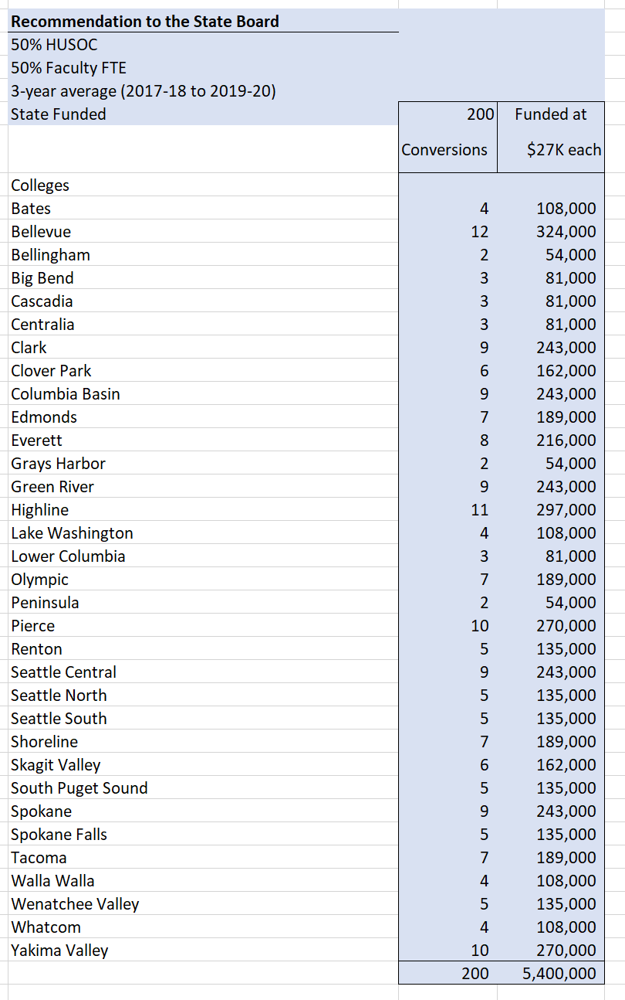 Recommendation to the State Board
50% HUSOC
50% Faculty FTE
3-year average (2017-18 to 2019-20)
State Funded 200 Funded at
Conversions $27K each
Colleges
Bates 4 108,000
Bellevue 12 324,000
Bellingham 2 54,000
Big Bend 3 81,000
Cascadia 3 81,000
Centralia 3 81,000
Clark 9 243,000
Clover Park 6 162,000
Columbia Basin 9 243,000
Edmonds 7 189,000
Everett 8 216,000
Grays Harbor 2 54,000
Green River 9 243,000
Highline 11 297,000
Lake Washington 4 108,000
Lower Columbia 3 81,000
Olympic 7 189,000
Peninsula 2 54,000
Pierce 10 270,000
Renton 5 135,000
Seattle Central 9 243,000
Seattle North 5 135,000
Seattle South 5 135,000
Shoreline 7 189,000
Skagit Valley 6 162,000
South Puget Sound 5 135,000
Spokane 9 243,000
Spokane Falls 5 135,000
Tacoma 7 189,000
Walla Walla 4 108,000
Wenatchee Valley 5 135,000
Whatcom 4 108,000
Yakima Valley 10 270,000
200 5,400,000